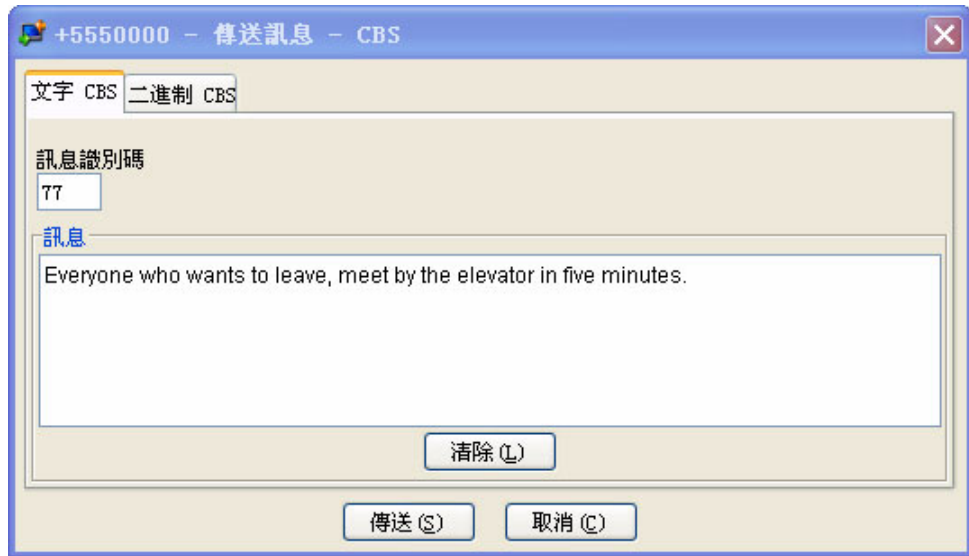 +5550000 - 傳送訊息 - CBS
文字 CBS 二進制 CBS
訊息識別碼
77
訊息
Everyone who wants to leave, meet by the elevator in five minutes.
清除(L)
傳送(S) 取消(C)